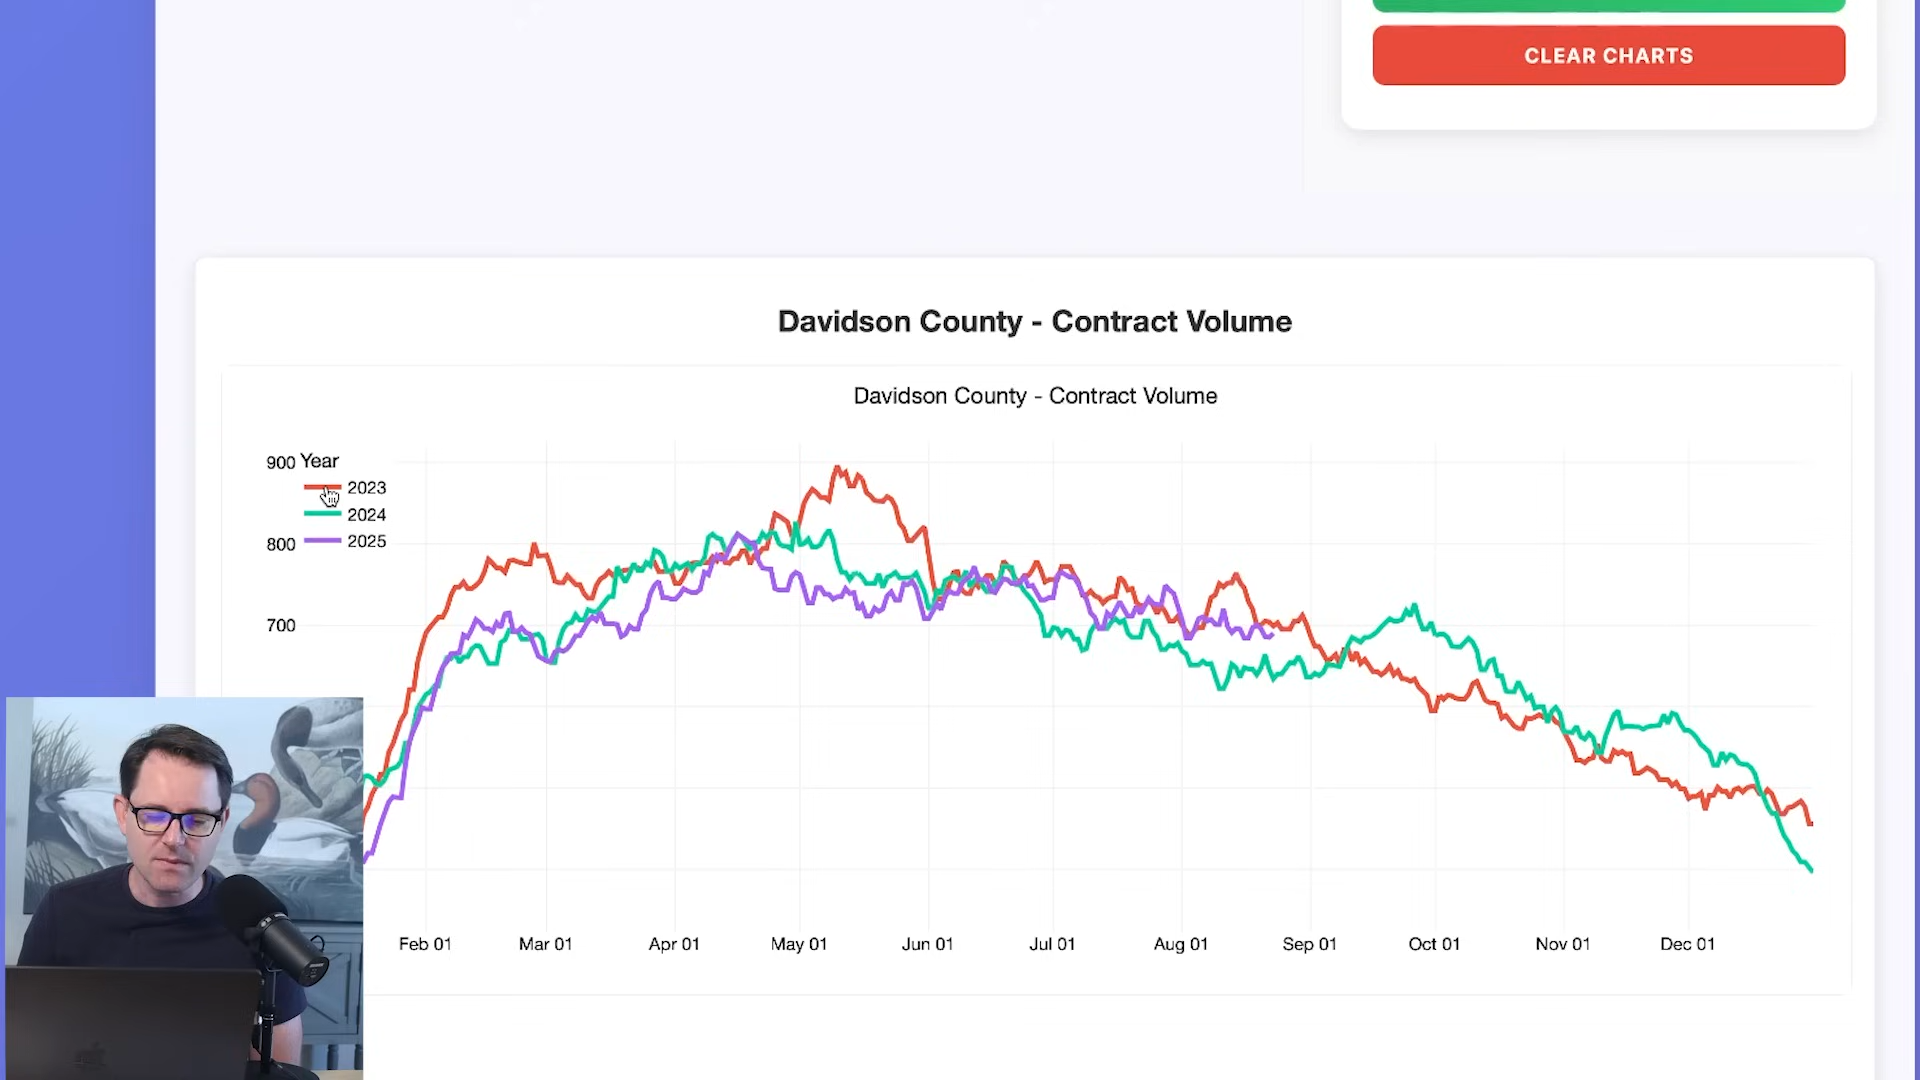 CLEAR CHARTS
Davidson County - Contract Volume
Davidson County - Contract Volume
900
Year
2023
2024
800
2025
700
Feb 01
Mar 01
Apr 01
May 01
Jun 01
Jul 01
Aug 01
Sep 01
Oct 01
Nov 01
Dec 01